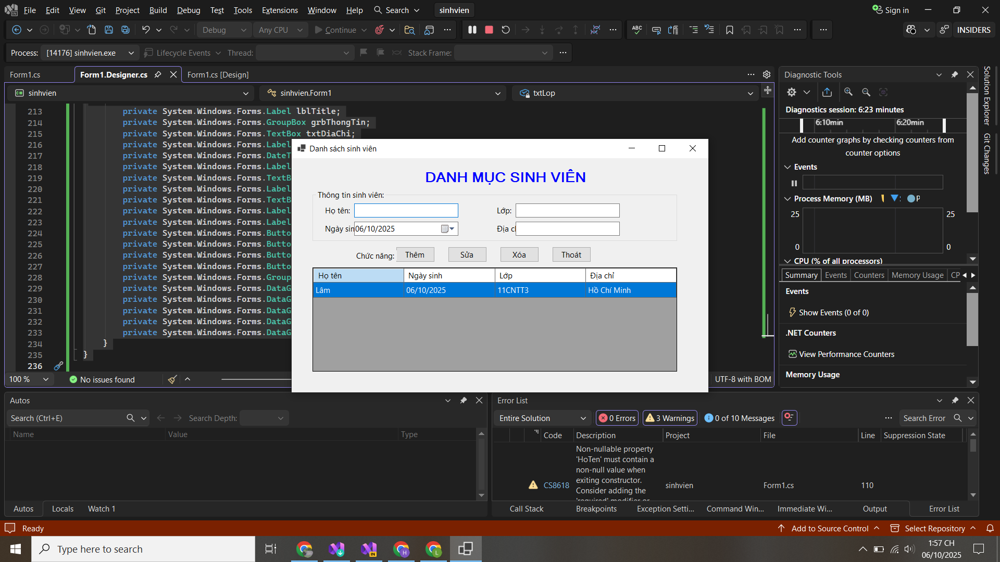 File Edit View Git Project Build Debug Test Tools Extensions Window Help Search sinhvien Sign in
Debug Any CPU Continue INSIDERS
Process: [14176] sinhvien.exe Lifecycle Events Thread: Stack Frame:
Form1.cs Form1.Designer.cs Form1.cs [Design]
sinhvien sinhvien.Form1 txtLop
213 private System.Windows.Forms.Label lblTitle;
214 private System.Windows.Forms.GroupBox grbThongTin;
215 private System.Windows.Forms.TextBox txtDiaChi;
216 private System.Windows.Forms.Label
217 private System.Windows.Forms.DateT
218 private System.Windows.Forms.Label
219 private System.Windows.Forms.TextB
220 private System.Windows.Forms.Label
221 private System.Windows.Forms.TextB
222 private System.Windows.Forms.Label
223 private System.Windows.Forms.Label
224 private System.Windows.Forms.Butto
225 private System.Windows.Forms.Butto
226 private System.Windows.Forms.Butto
227 private System.Windows.Forms.Butto
228 private System.Windows.Forms.Group
229 private System.Windows.Forms.DataG
230 private System.Windows.Forms.DataG
231 private System.Windows.Forms.DataG
232 private System.Windows.Forms.DataG
233 private System.Windows.Forms.DataG
234 }
235 }
236
100 % No issues found UTF-8 with BOM
Danh sách sinh viên
DANH MỤC SINH VIÊN
Thông tin sinh viên:
Họ tên: Lớp:
Ngày sin 06/10/2025 Địa cl
Chức năng: Thêm Sửa Xóa Thoát
Họ tên Ngày sinh Lớp Địa chỉ
Lâm 06/10/2025 11CNTT3 Hồ Chí Minh
Diagnostic Tools
Diagnostics session: 6:23 minutes
6:10min 6:20min
Add counter graphs by checking counters from
counter options
Events
Process Memory (MB) P
25 25
0 0
CPU (% of all processors)
Summary Events Counters Memory Usage CP
Events
Show Events (0 of 0)
.NET Counters
View Performance Counters
Memory Usage
Solution Explorer
Git Changes
Autos
Search (Ctrl+E) Search Depth:
Name Value Type
Autos Locals Watch 1
Error List
Entire Solution 0 Errors 3 Warnings 0 of 10 Messages Search Error
Code Description Project File Line Suppression State
Non-nullable property
'HoTen' must contain a
non-null value when
exiting constructor.
CS8618 Consider adding the sinhvien Form1.cs 110
'required' modifier or
Call Stack Breakpoints Exception Setti... Command Win... Immediate Wi... Output Error List
Ready Add to Source Control Select Repository
Type here to search
1:57 CH
06/10/2025